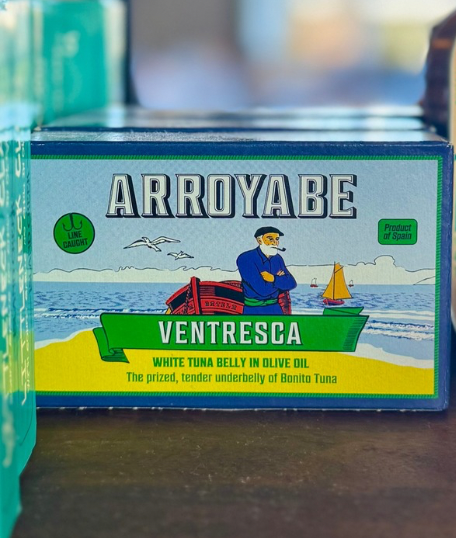 ARROYABE
LINE
CAUGHT
Product
of Spain
VENTRESCA
WHITE TUNA BELLY IN OLIVE OIL
The prized, tender underbelly of Bonito Tuna